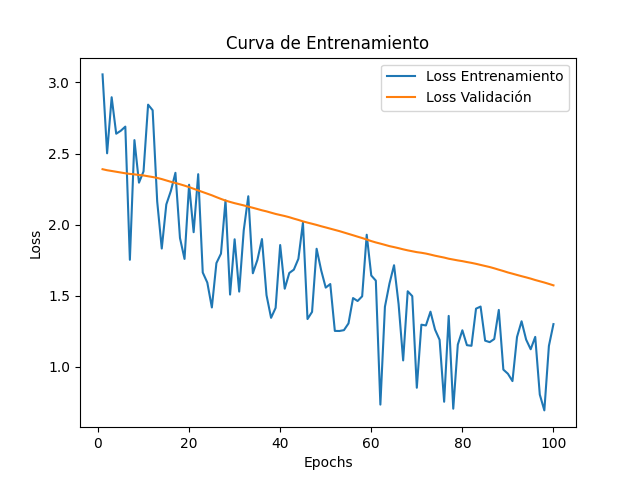 Curva de Entrenamiento
Loss Entrenamiento
Loss Validación
3.0
2.5
2.0
1.5
1.0
Loss
0
20
40
60
80
100
Epochs